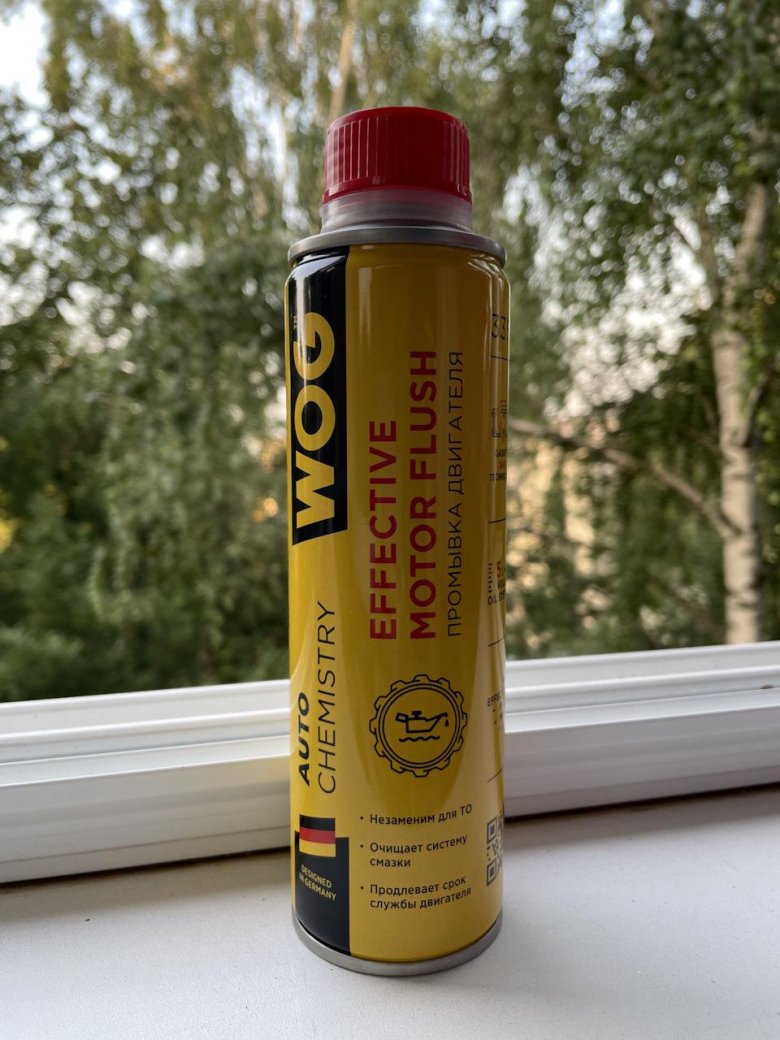 WOG
AUTO
CHEMISTRY
DESIGNED
IN GERMANY
EFFECTIVE
MOTOR FLUSH
ПРОМЫВКА ДВИГАТЕЛЯ
• Незаменим для ТО
• Очищает систему
смазки
• Продлевает срок
службы двигателя